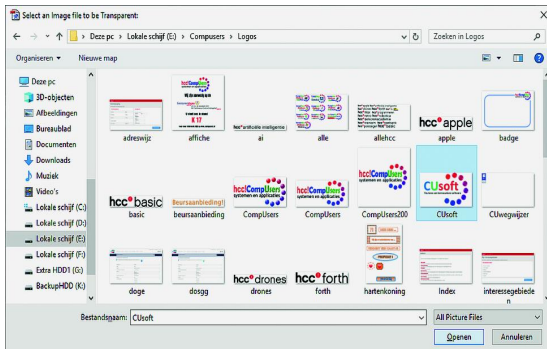 Select an Image file to be Transparent:
Deze pc > Lokale schijf (E:) > Compusers > Logos
Zoeken in Logos
Organiseren
Nieuwe map
Deze pc
3D-objecten
Afbeeldingen
Bureaublad
Documenten
Downloads
Muziek
Video's
Lokale schijf (C:)
Lokale schijf (D:)
Lokale schijf (E:)
Lokale schijf (F:)
Extra HDD1 (G:)
BackupHDD (K:)
K 17
hcc apple
adreswijz
affiche
ai
alle
allehcc
apple
badge
hcc basic
Beursaanbieding!
hcc!CompUsers
systemen en applicaties
hcc!CompUsers
systemen en applicaties
hcc!CompUsers
systemen en applicaties
CUsoft
basic
beursaanbieding
CompUsers
CompUsers
CompUsers200
CUsoft
CUwegwijzer
hcc drones
hcc forth
doge
dosgg
drones
forth
hartenkoning
Index
interessegebieden
Bestandsnaam:
CUsoft
All Picture Files
Openen
Annuleren